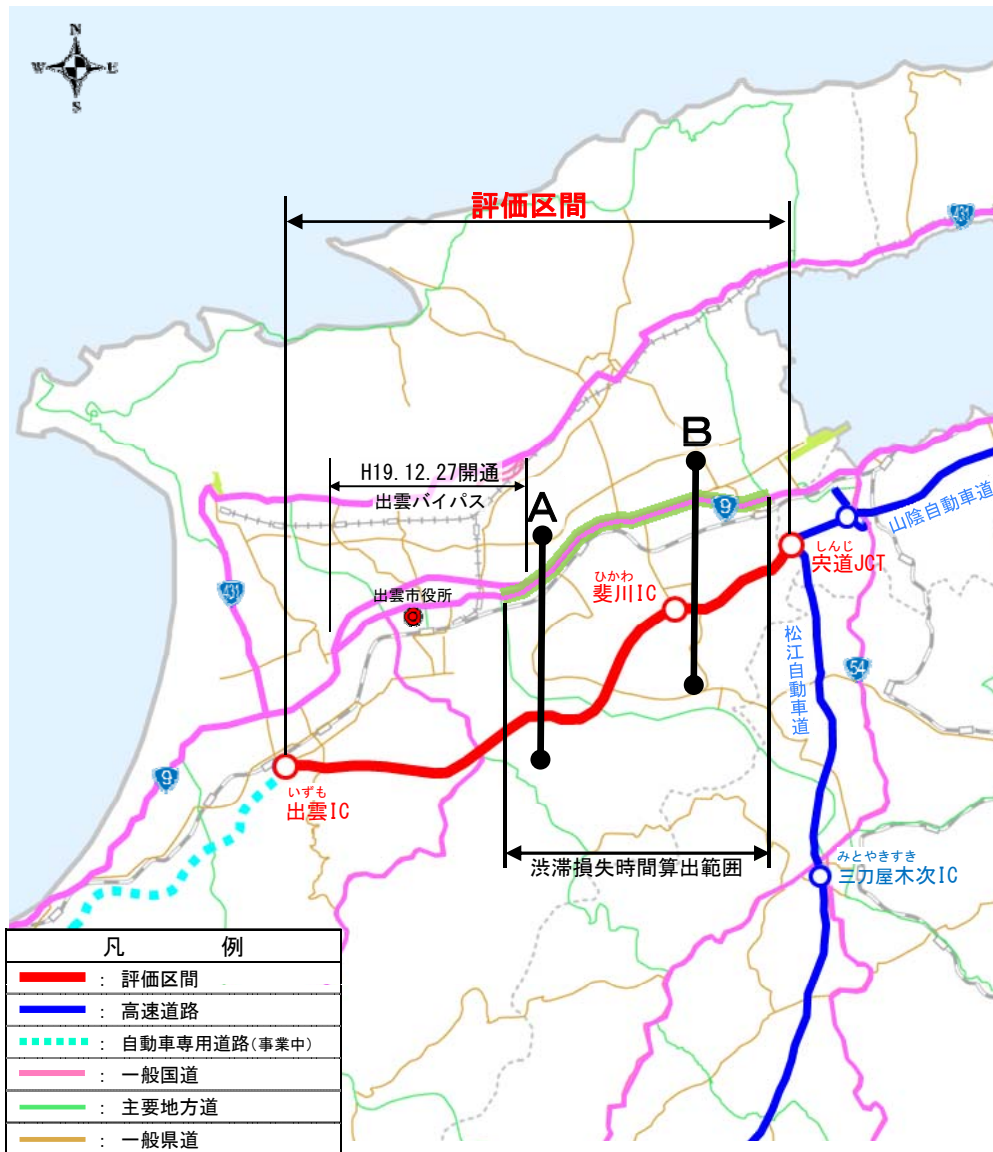 N
W E
S
評価区間
431
H19.12.27開通
出雲バイパス
A
B
9
山陰自動車道
しんじ
宍道JCT
ひかわ
斐川IC
出雲市役所
431
松江自動車道
54
9
いずも
出雲IC
渋滞損失時間算出範囲
みとやきすき
三刀屋木次IC
凡 例
： 評価区間
： 高速道路
： 自動車専用道路(事業中)
： 一般国道
： 主要地方道
： 一般県道